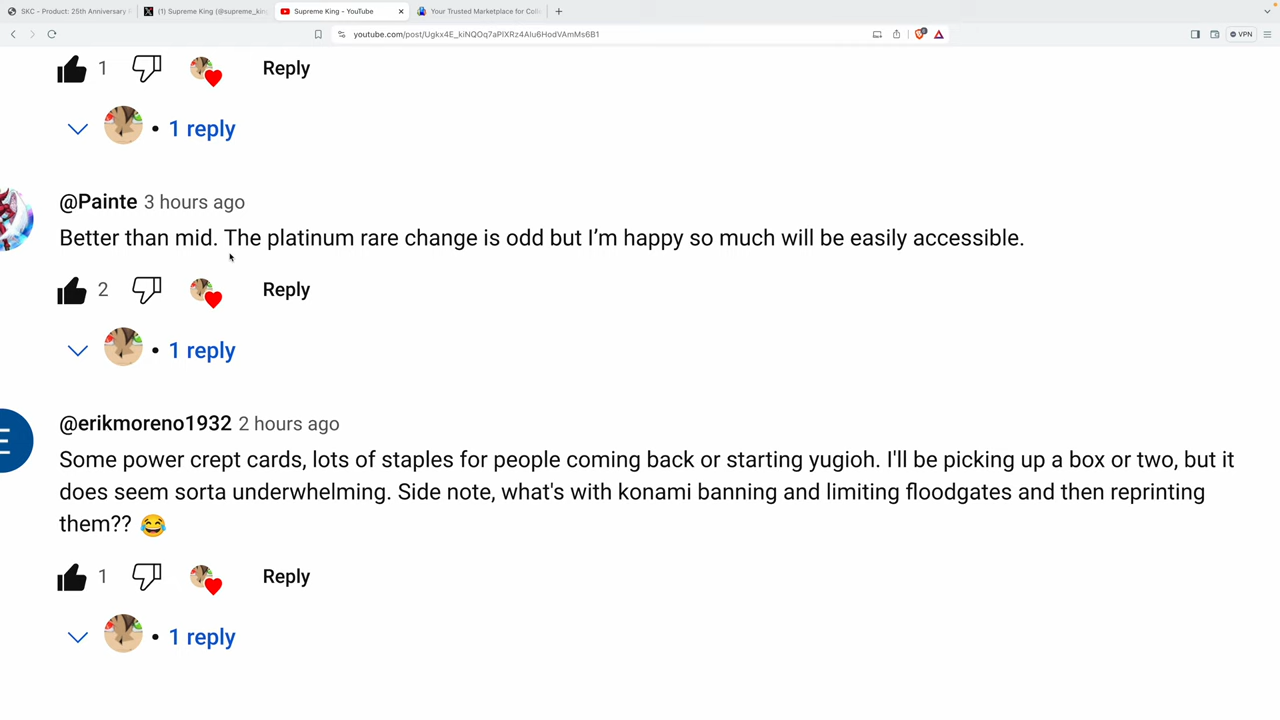 SKC - Product: 25th Anniversary R
(1) Supreme King (@supreme_kin
Supreme King - YouTube
Your Trusted Marketplace for Colle
youtube.com/post/Ugkx4E_kiNQOq7aPlXRz4Alu6HodVAmMs6B1
VPN
1
Reply
• 1 reply
@Painte 3 hours ago
Better than mid. The platinum rare change is odd but I’m happy so much will be easily accessible.
2
Reply
• 1 reply
E
@erikmoreno1932 2 hours ago
Some power crept cards, lots of staples for people coming back or starting yugioh. I'll be picking up a box or two, but it
does seem sorta underwhelming. Side note, what's with konami banning and limiting floodgates and then reprinting
them?? 😂
1
Reply
• 1 reply